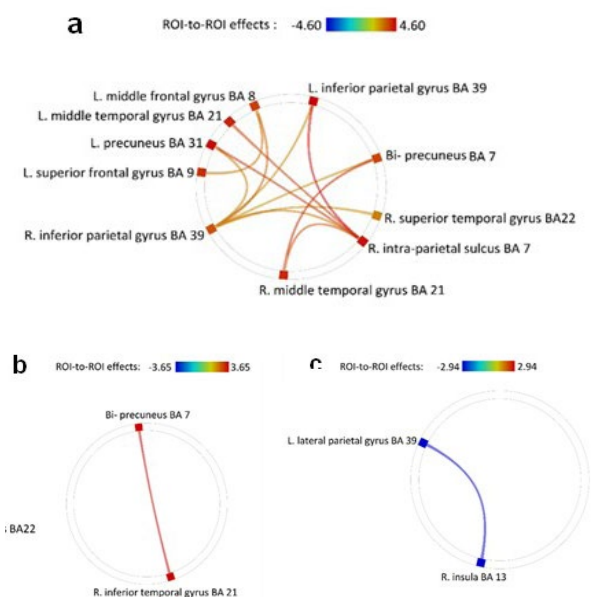 a
ROI-to-ROI effects : -4.60 4.60
L. middle frontal gyrus BA 8
L. inferior parietal gyrus BA 39
L. middle temporal gyrus BA 21
L. precuneus BA 31
Bi- precuneus BA 7
L. superior frontal gyrus BA 9
R. superior temporal gyrus BA22
R. inferior parietal gyrus BA 39
R. intra-parietal sulcus BA 7
R. middle temporal gyrus BA 21
b
ROI-to-ROI effects: -3.65 3.65
Bi- precuneus BA 7
BA22
R. inferior temporal gyrus BA 21
c
ROI-to-ROI effects: -2.94 2.94
L. lateral parietal gyrus BA 39
R. insula BA 13